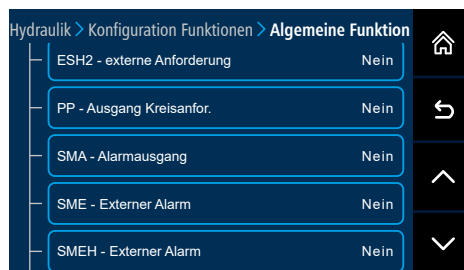 Hydraulik > Konfiguration Funktionen > Allgemeine Funktion
ESH2 - externe Anforderung Nein
PP - Ausgang Kreisanfor. Nein
SMA - Alarmausgang Nein
SME - Externer Alarm Nein
SMEH - Externer Alarm Nein